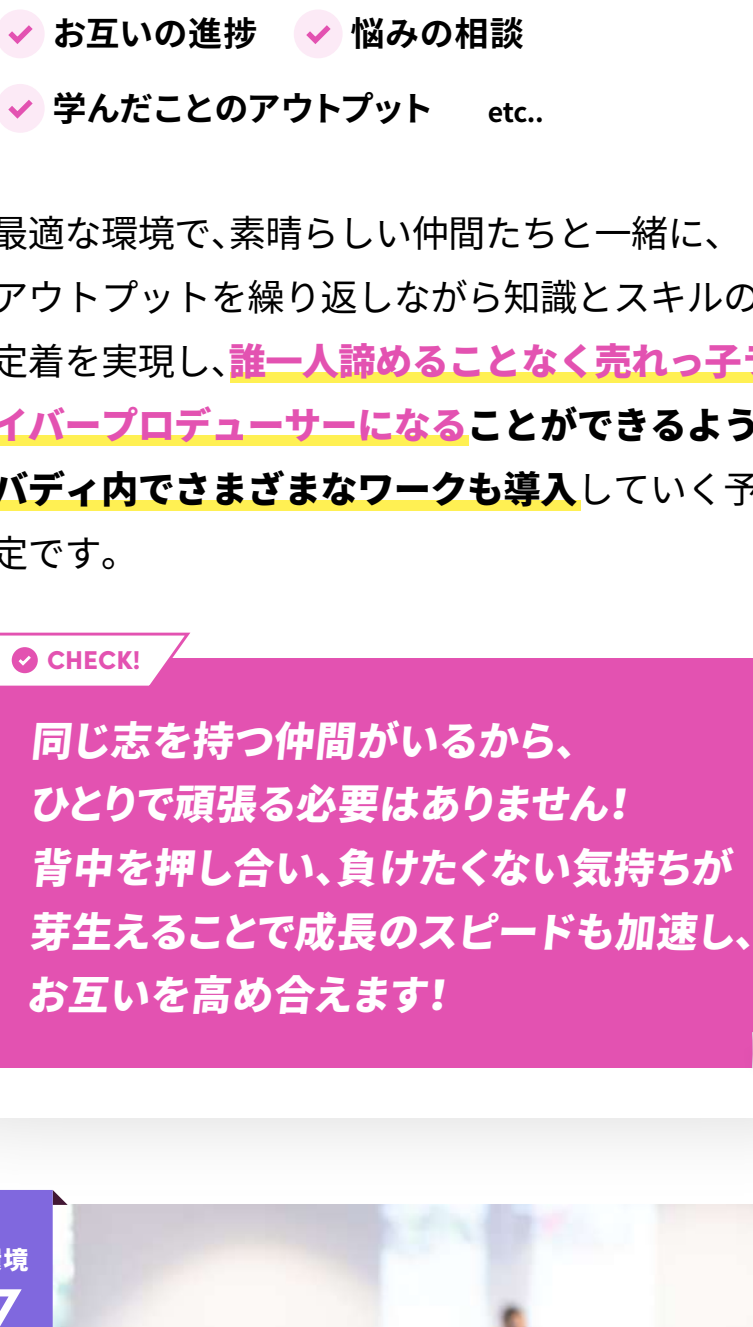 お互いの進捗 悩みの相談
学んだことのアウトプット etc..
最適な環境で、素晴らしい仲間たちと一緒に、
アウトプットを繰り返しながら知識とスキルの
定着を実現し、誰一人諦めることなく売れっ子ラ
イバープロデューサーになることができるよう
バディ内でさまざまなワークも導入していく予
定です。
CHECK!
同じ志を持つ仲間がいるから、
ひとりで頑張る必要はありません!
背中を押し合い、負けたくない気持ちが
芽生えることで成長のスピードも加速し、
お互いを高め合えます!
環境
7